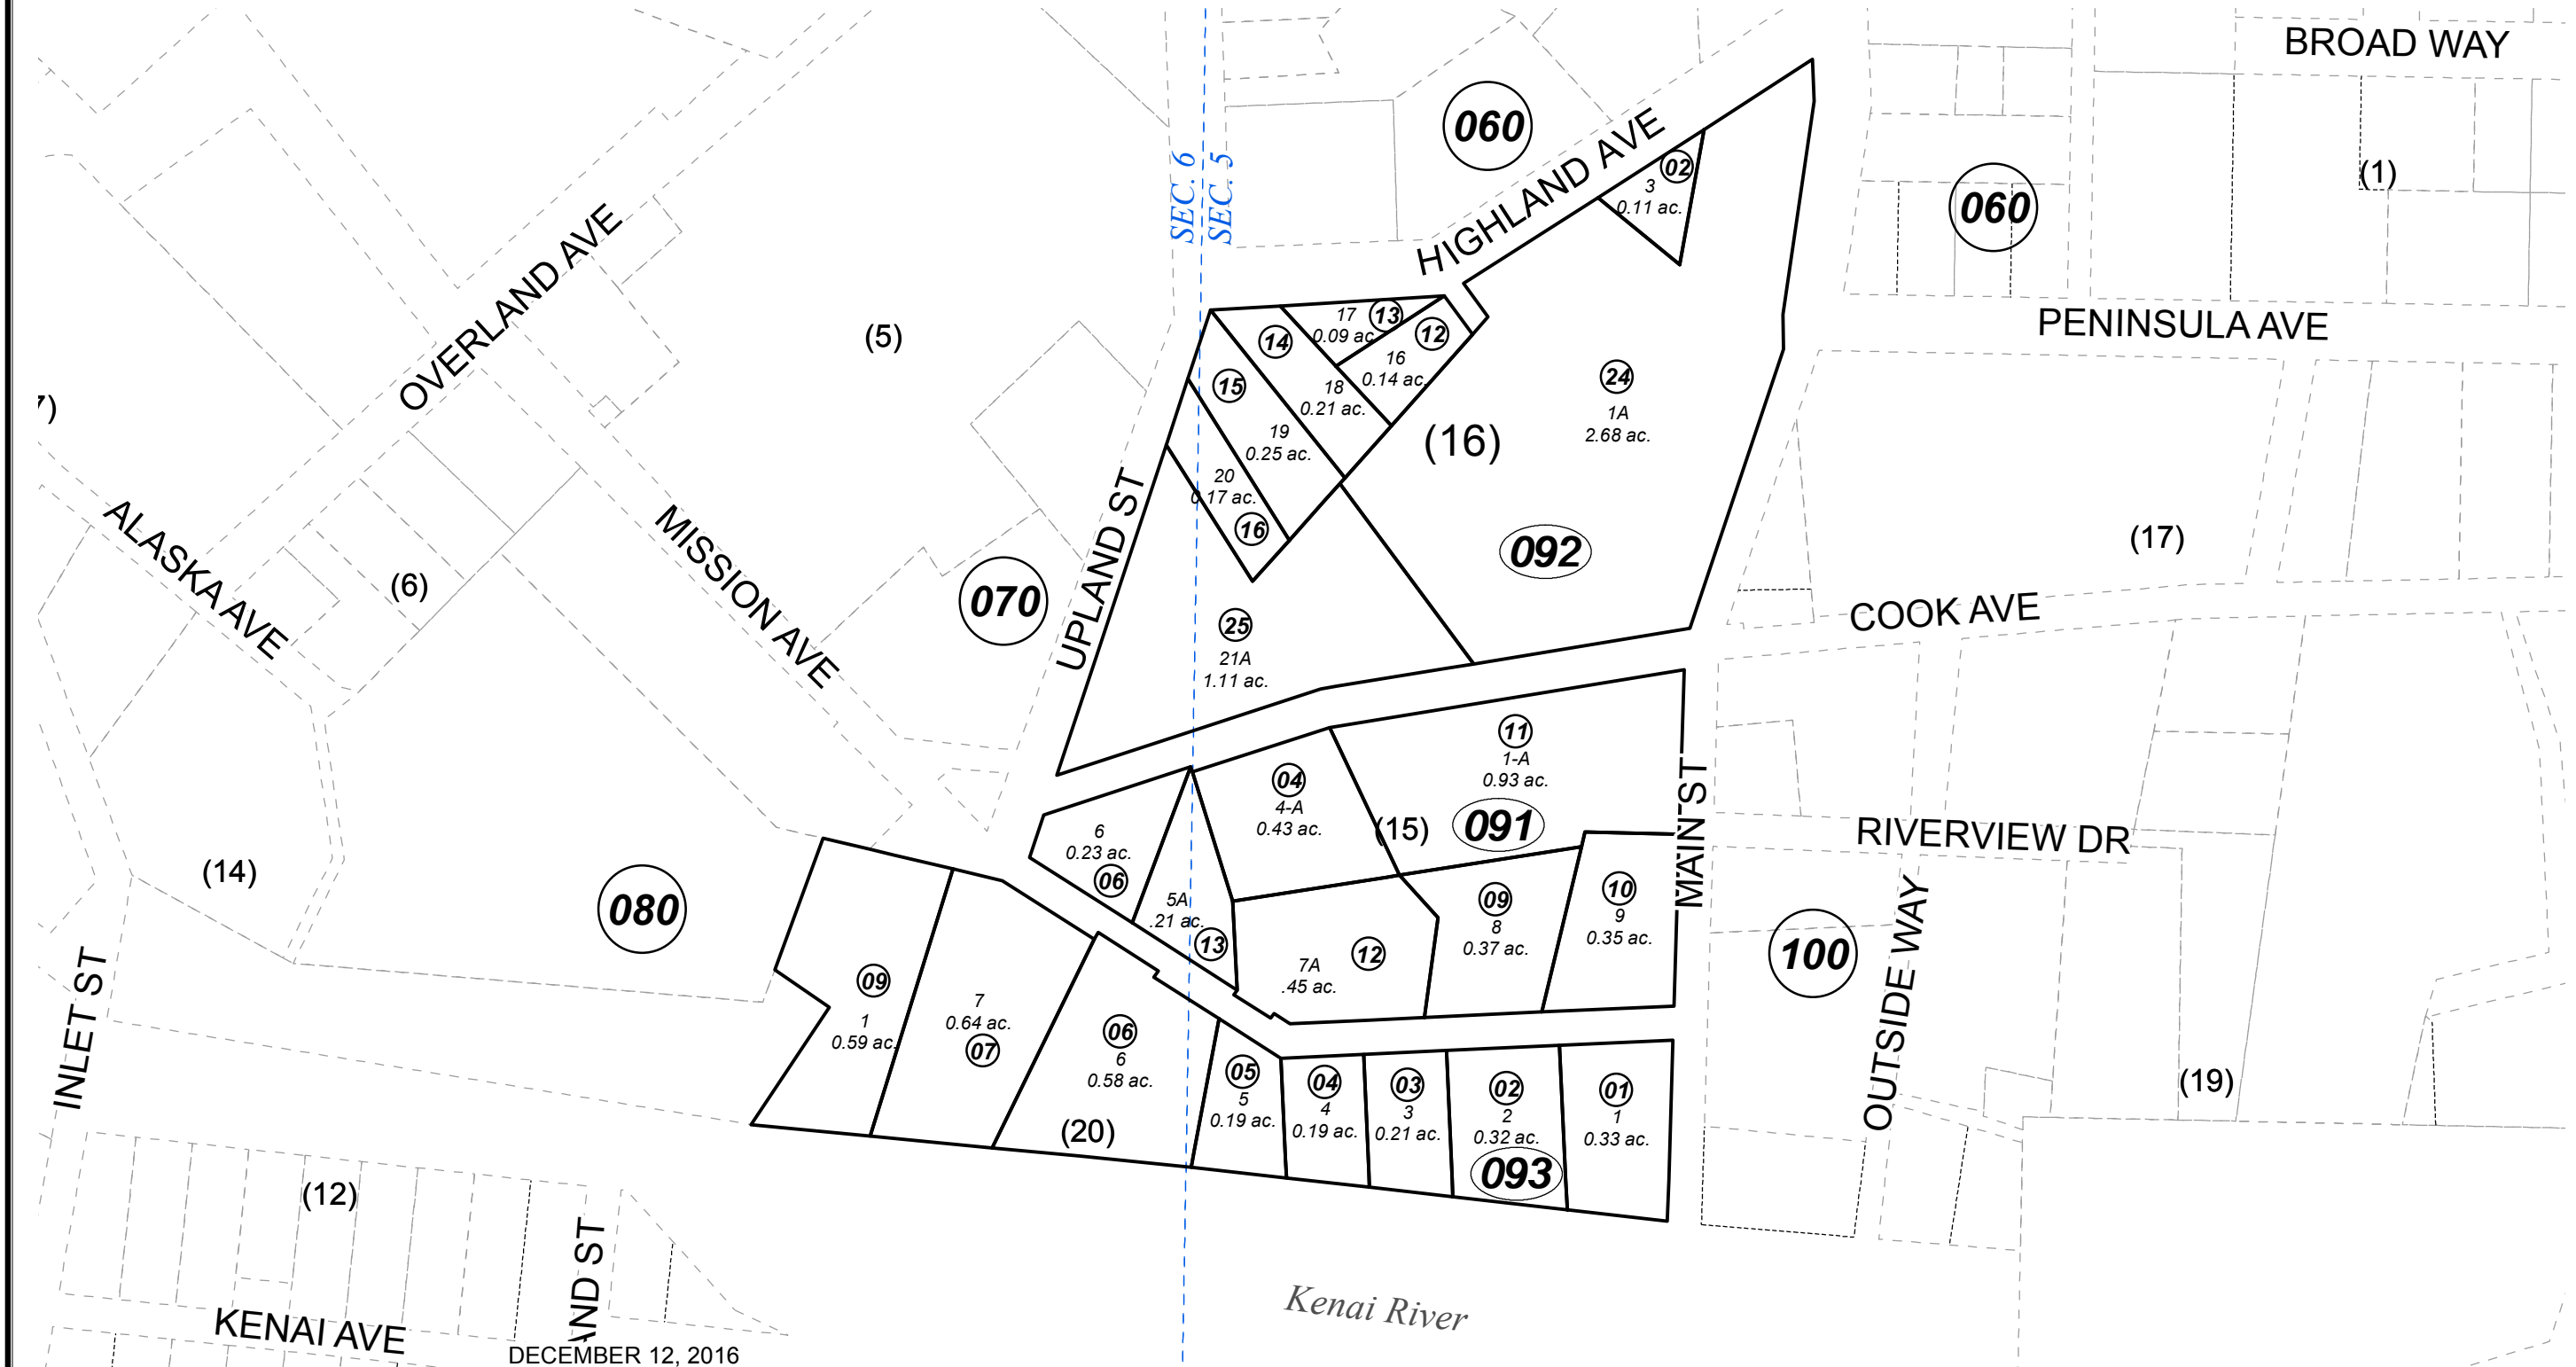 BROAD WAY
060
HIGHLAND AVE
02
3
0.11 ac.
SEC. 6
SEC. 5
060
(1)
OVERLAND AVE
(5)
PENINSULA AVE
17
13
0.09 ac.
14
12
16
0.14 ac.
15
18
0.21 ac.
24
1A
2.68 ac.
7)
19
0.25 ac.
(16)
20
0.17 ac.
16
ALASKA AVE
MISSION AVE
UPLAND ST
(17)
092
(6)
070
COOK AVE
25
21A
1.11 ac.
11
1-A
0.93 ac.
04
4-A
0.43 ac.
MAIN ST
(15)
091
RIVERVIEW DR
6
0.23 ac.
06
(14)
080
5A
.21 ac.
13
09
8
0.37 ac.
10
9
0.35 ac.
7A
12
.45 ac.
100
OUTSIDE WAY
INLET ST
09
1
0.59 ac.
7
0.64 ac.
07
06
6
0.58 ac.
05
5
0.19 ac.
04
4
0.19 ac.
03
3
0.21 ac.
02
2
0.32 ac.
01
1
0.33 ac.
(19)
(20)
093
(12)
AND ST
Kenai River
KENAI AVE
DECEMBER 12, 2016